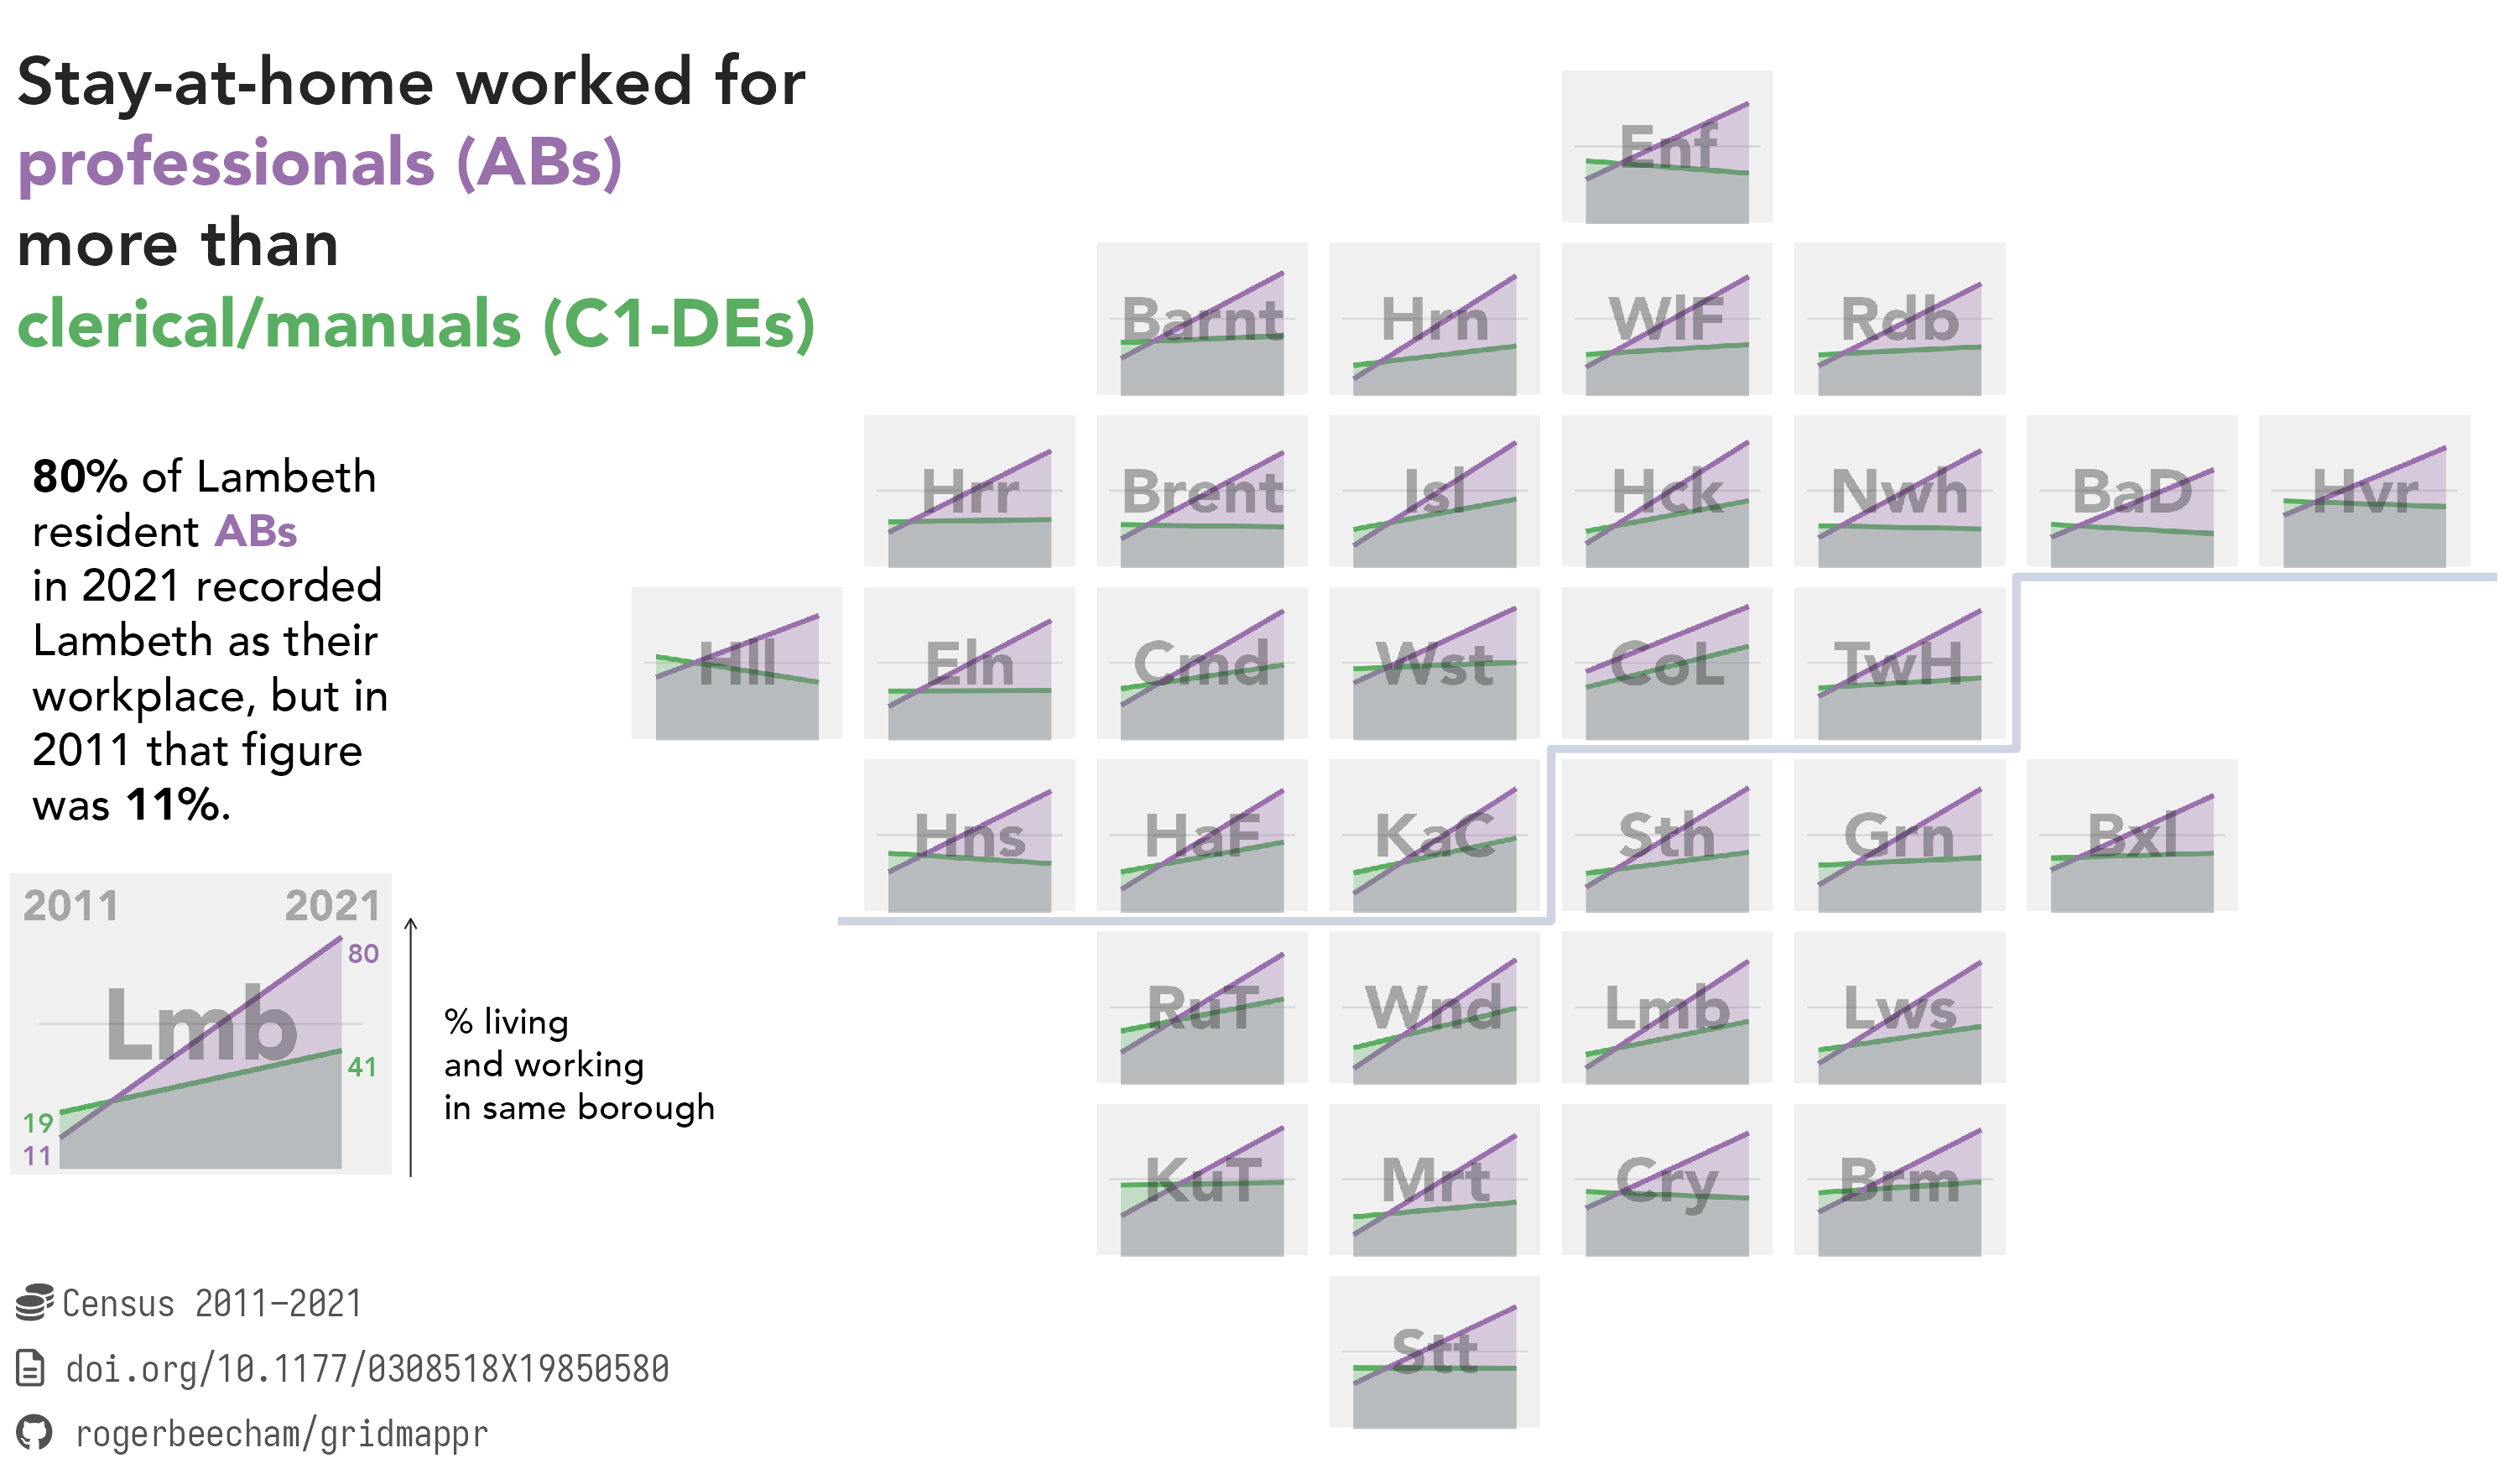 Stay-at-home worked for
professionals (ABs)
more than
clerical/manuals (C1-DEs)
80% of Lambeth
resident ABs
in 2021 recorded
Lambeth as their
workplace, but in
2011 that figure
was 11%.
2011 2021
Lmb
80
41
19
11
% living
and working
in same borough
Census 2011–2021
doi.org/10.1177/0308518X19850580
rogerbeecham/gridmappr
Enf
Barnt Hrn WlF Rdb
Hrr Brent Isl Hck Nwh BaD Hvr
Hll Eln Cmd Wst CoL TwH
Hns HaF KaC Sth Grn Bxl
RuT Wnd Lmb Lws
KuT Mrt Cry Brm
Stt